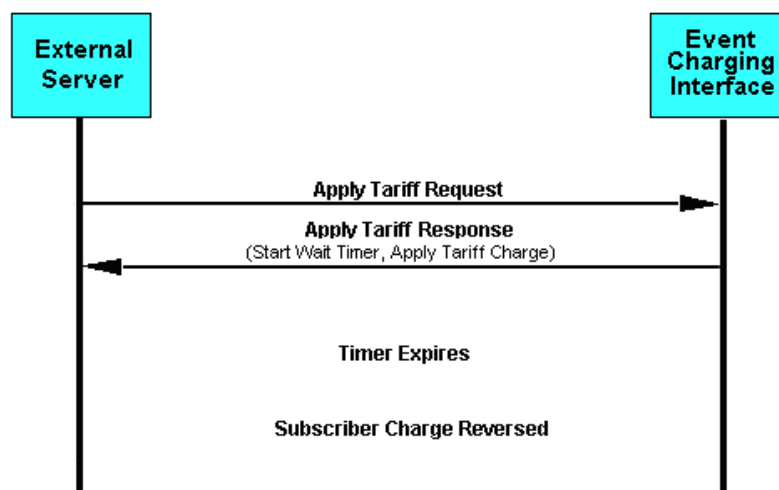 External
Server
Event
Charging
Interface
Apply Tariff Request
Apply Tariff Response
(Start Wait Timer, Apply Tariff Charge)
Timer Expires
Subscriber Charge Reversed